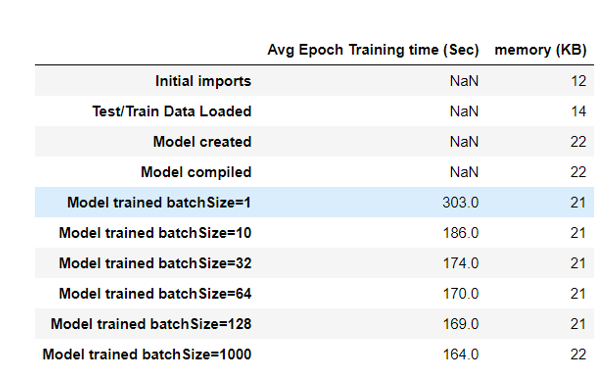 Avg Epoch Training time (Sec) memory (KB)
Initial imports NaN 12
Test/Train Data Loaded NaN 14
Model created NaN 22
Model compiled NaN 22
Model trained batchSize=1 303.0 21
Model trained batchSize=10 186.0 21
Model trained batchSize=32 174.0 21
Model trained batchSize=64 170.0 21
Model trained batchSize=128 169.0 21
Model trained batchSize=1000 164.0 22